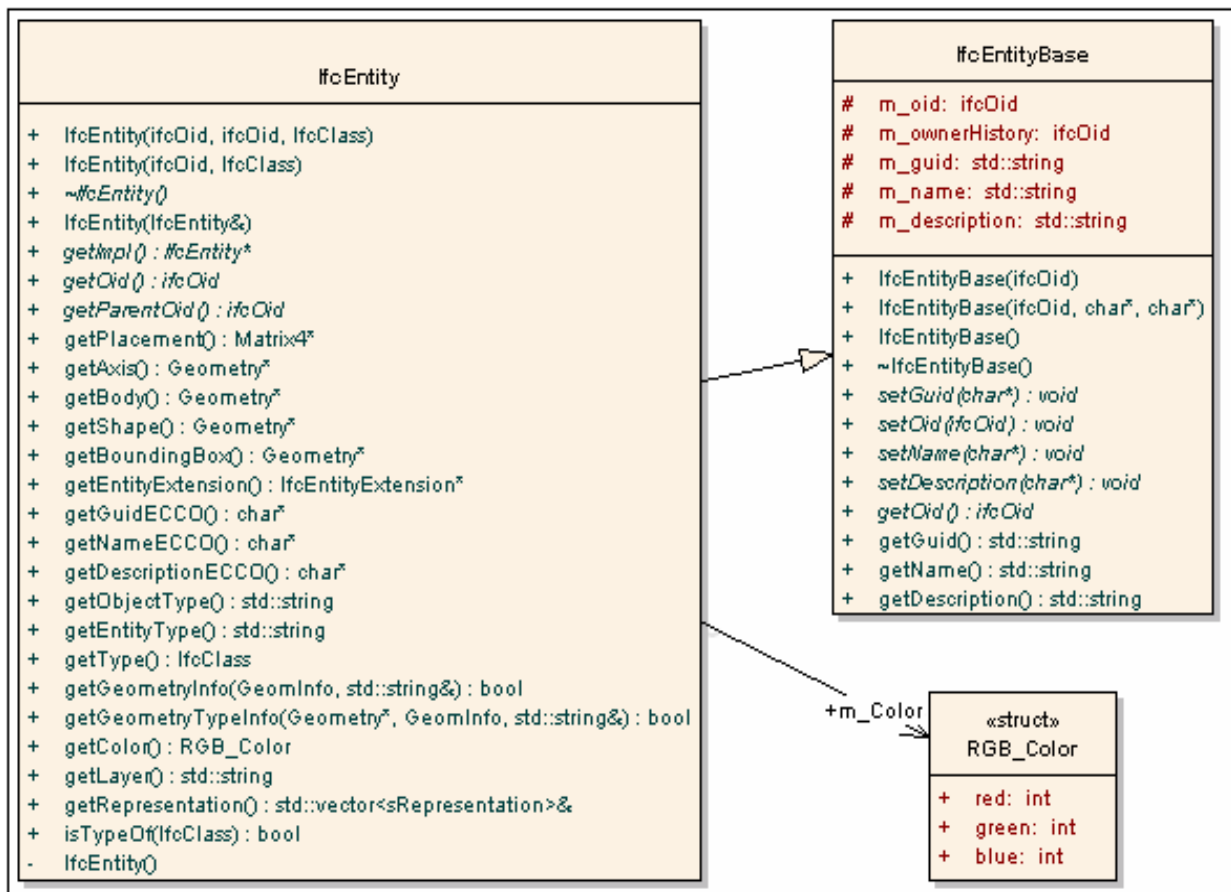 IfcEntity
+ IfcEntity(ifcOid, ifcOid, IfcClass)
+ IfcEntity(ifcOid, IfcClass)
+ ~IfcEntity()
+ IfcEntity(IfcEntity&)
+ getImpl() : IfcEntity*
+ getOid() : ifcOid
+ getParentOid() : ifcOid
+ getPlacement() : Matrix4*
+ getAxis() : Geometry*
+ getBody() : Geometry*
+ getShape() : Geometry*
+ getBoundingBox() : Geometry*
+ getEntityExtension() : IfcEntityExtension*
+ getGuidECCO() : char*
+ getNameECCO() : char*
+ getDescriptionECCO() : char*
+ getObjectType() : std::string
+ getEntityType() : std::string
+ getType() : IfcClass
+ getGeometryInfo(GeomInfo, std::string&) : bool
+ getGeometryTypeInfo(Geometry*, GeomInfo, std::string&) : bool
+ getColor() : RGB_Color
+ getLayer() : std::string
+ getRepresentation() : std::vector<sRepresentation>&
+ isTypeOf(IfcClass) : bool
- IfcEntity()
IfcEntityBase
# m_oid: ifcOid
# m_ownerHistory: ifcOid
# m_guid: std::string
# m_name: std::string
# m_description: std::string
+ IfcEntityBase(ifcOid)
+ IfcEntityBase(ifcOid, char*, char*)
+ IfcEntityBase()
+ ~IfcEntityBase()
+ setGuid(char*) : void
+ setOid(ifcOid) : void
+ setName(char*) : void
+ setDescription(char*) : void
+ getOid() : ifcOid
+ getGuid() : std::string
+ getName() : std::string
+ getDescription() : std::string
+m_Color
«struct»
RGB_Color
+ red: int
+ green: int
+ blue: int